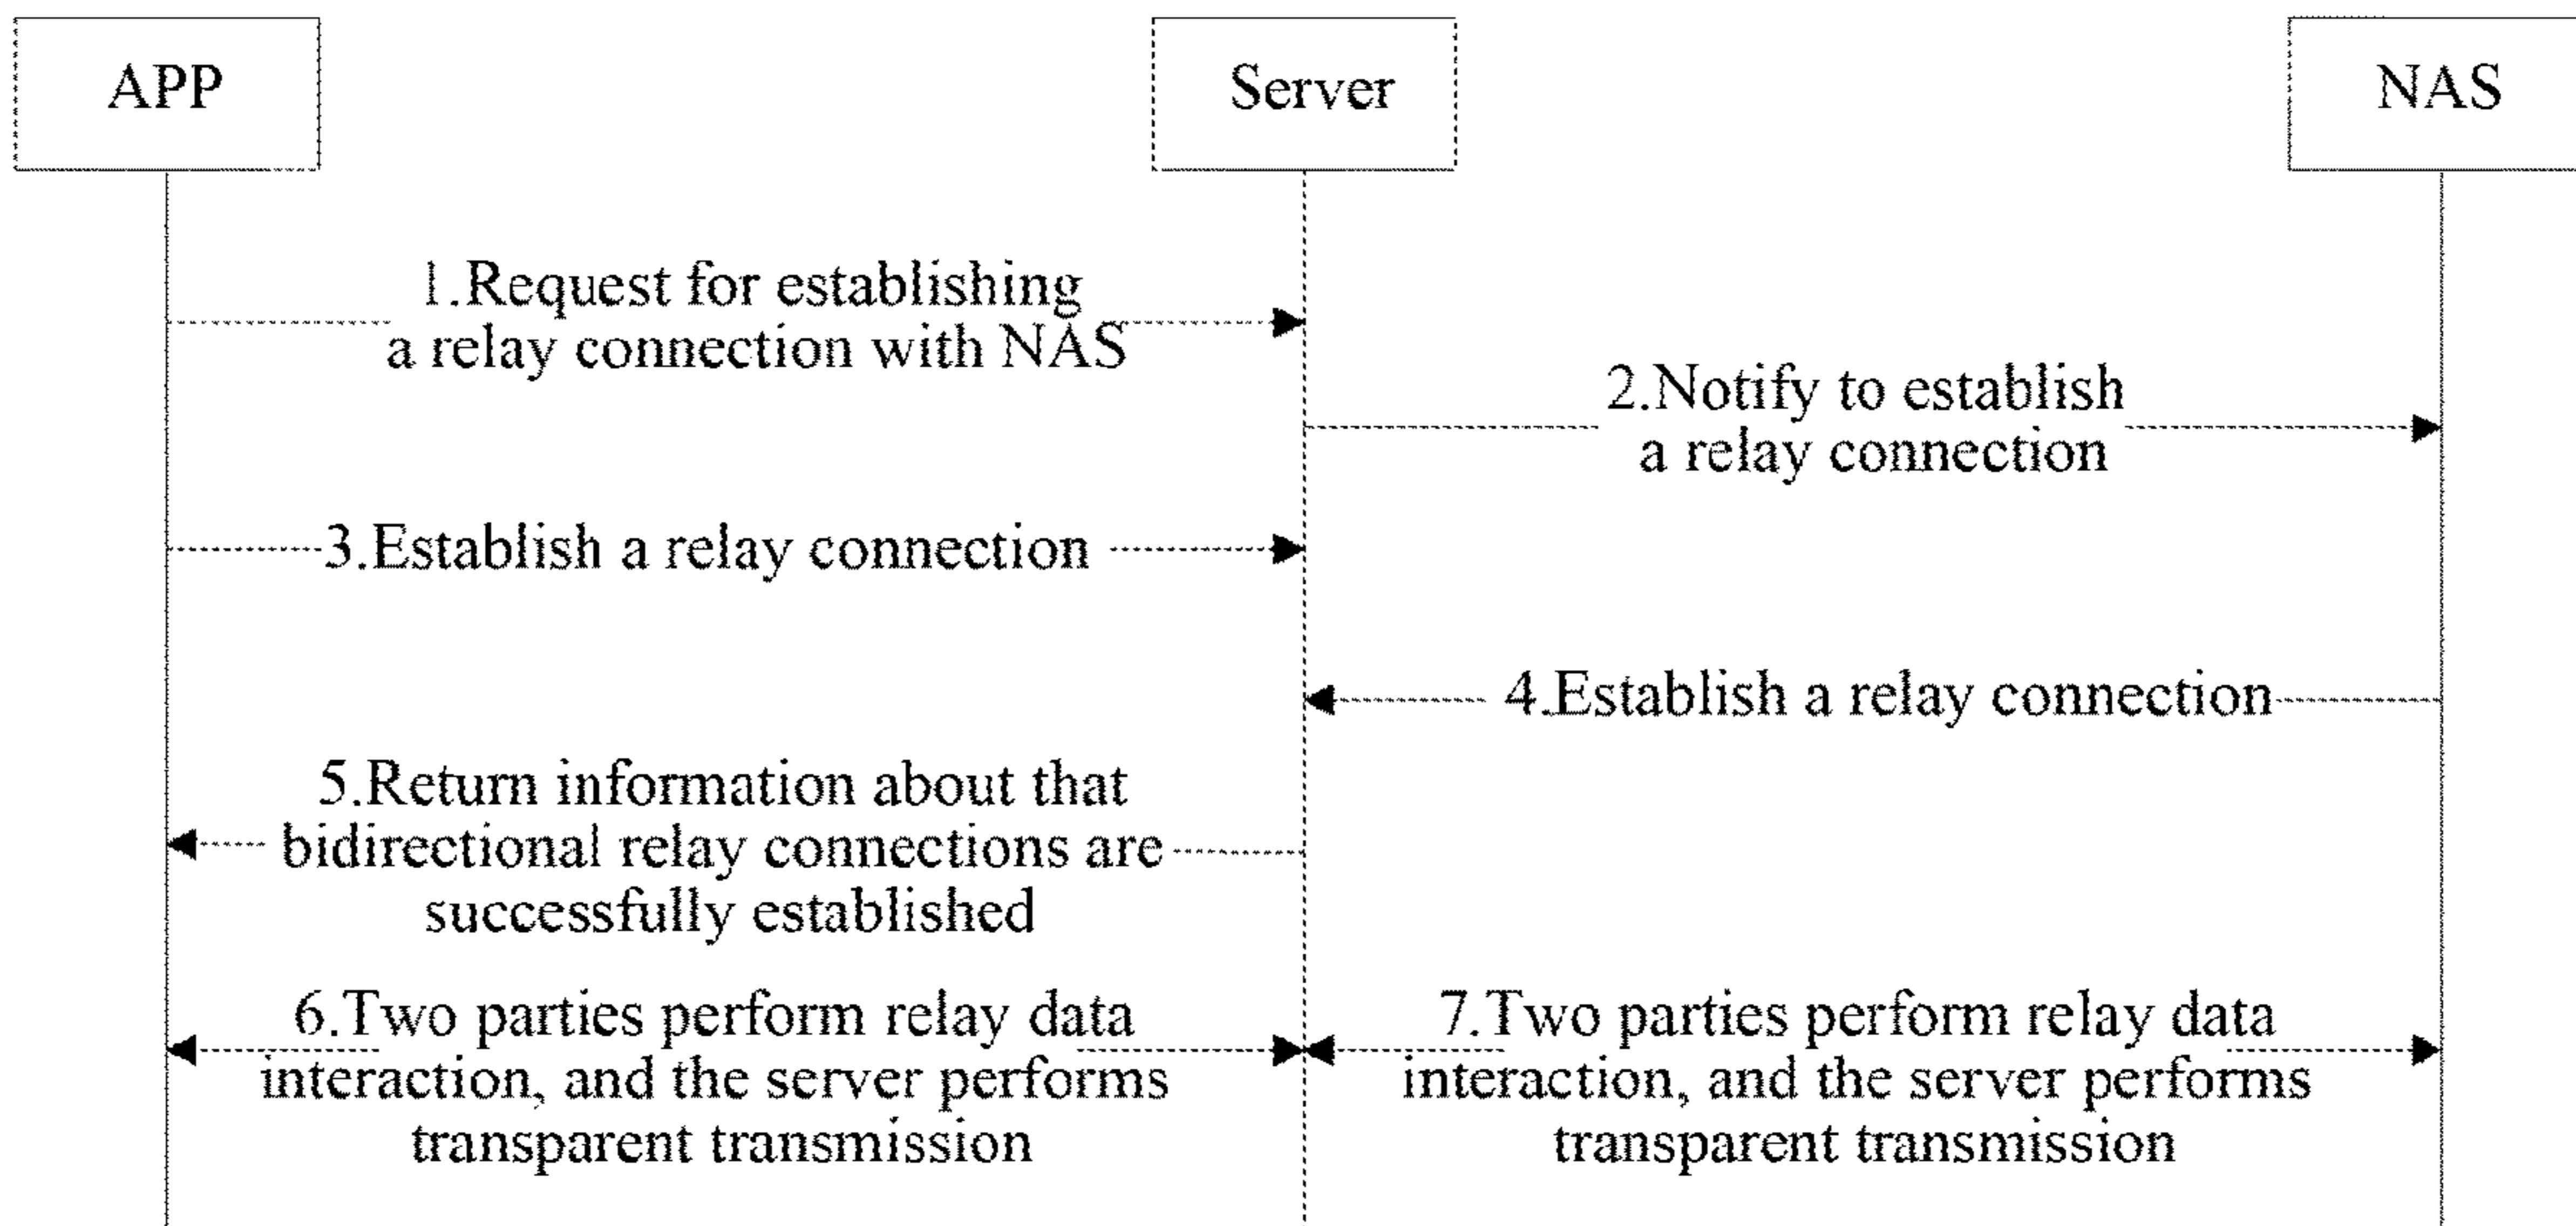 APP
Server
NAS
1.Request for establishing
a relay connection with NAS
2.Notify to establish
a relay connection
3.Establish a relay connection
4.Establish a relay connection
5.Return information about that
bidirectional relay connections are
successfully established
6.Two parties perform relay data
interaction, and the server performs
transparent transmission
7.Two parties perform relay data
interaction, and the server performs
transparent transmission